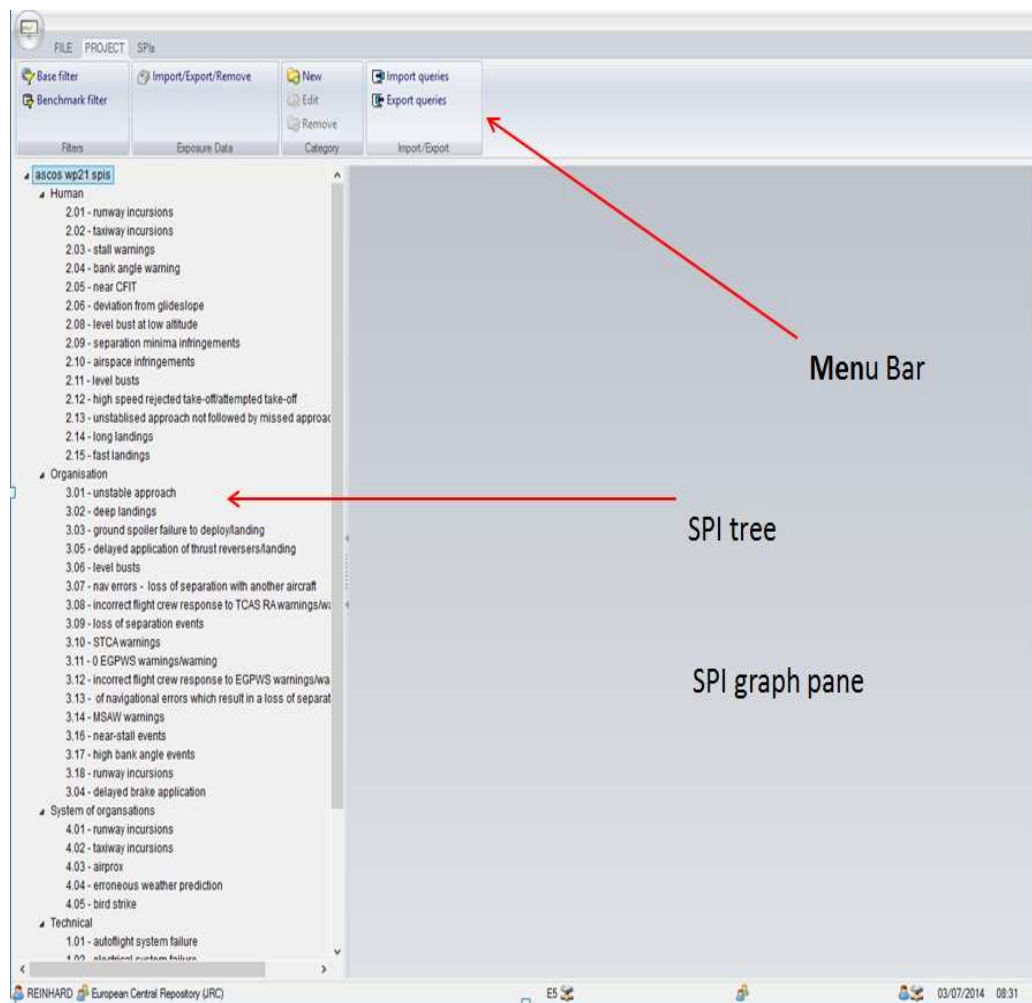 FILE PROJECT SPIs
Base filter
Benchmark filter
Filters
Import/Export/Remove
Exposure Data
New
Edit
Remove
Category
Import queries
Export queries
Import/Export
ascos wp21 spis
Human
2.01 - runway incursions
2.02 - taxiway incursions
2.03 - stall warnings
2.04 - bank angle warning
2.05 - near CFIT
2.06 - deviation from glideslope
2.08 - level bust at low altitude
2.09 - separation minima infringements
2.10 - airspace infringements
2.11 - level busts
2.12 - high speed rejected take-off/attempted take-off
2.13 - unstablised approach not followed by missed approac
2.14 - long landings
2.15 - fast landings
Organisation
3.01 - unstable approach
3.02 - deep landings
3.03 - ground spoiler failure to deploy/landing
3.05 - delayed application of thrust reversers/landing
3.06 - level busts
3.07 - nav errors - loss of separation with another aircraft
3.08 - incorrect flight crew response to TCAS RA warnings/wa
3.09 - loss of separation events
3.10 - STCA warnings
3.11 - 0 EGPWS warnings/warning
3.12 - incorrect flight crew response to EGPWS warnings/wa
3.13 - of navigational errors which result in a loss of separat
3.14 - MSAW warnings
3.16 - near-stall events
3.17 - high bank angle events
3.18 - runway incursions
3.04 - delayed brake application
System of organsations
4.01 - runway incursions
4.02 - taxiway incursions
4.03 - airprox
4.04 - erroneous weather prediction
4.05 - bird strike
Technical
1.01 - autoflight system failure
1.02 - electrical system failure
Menu Bar
SPI tree
SPI graph pane
REINHARD European Central Repository (JRC) E5 03/07/2014 08:31